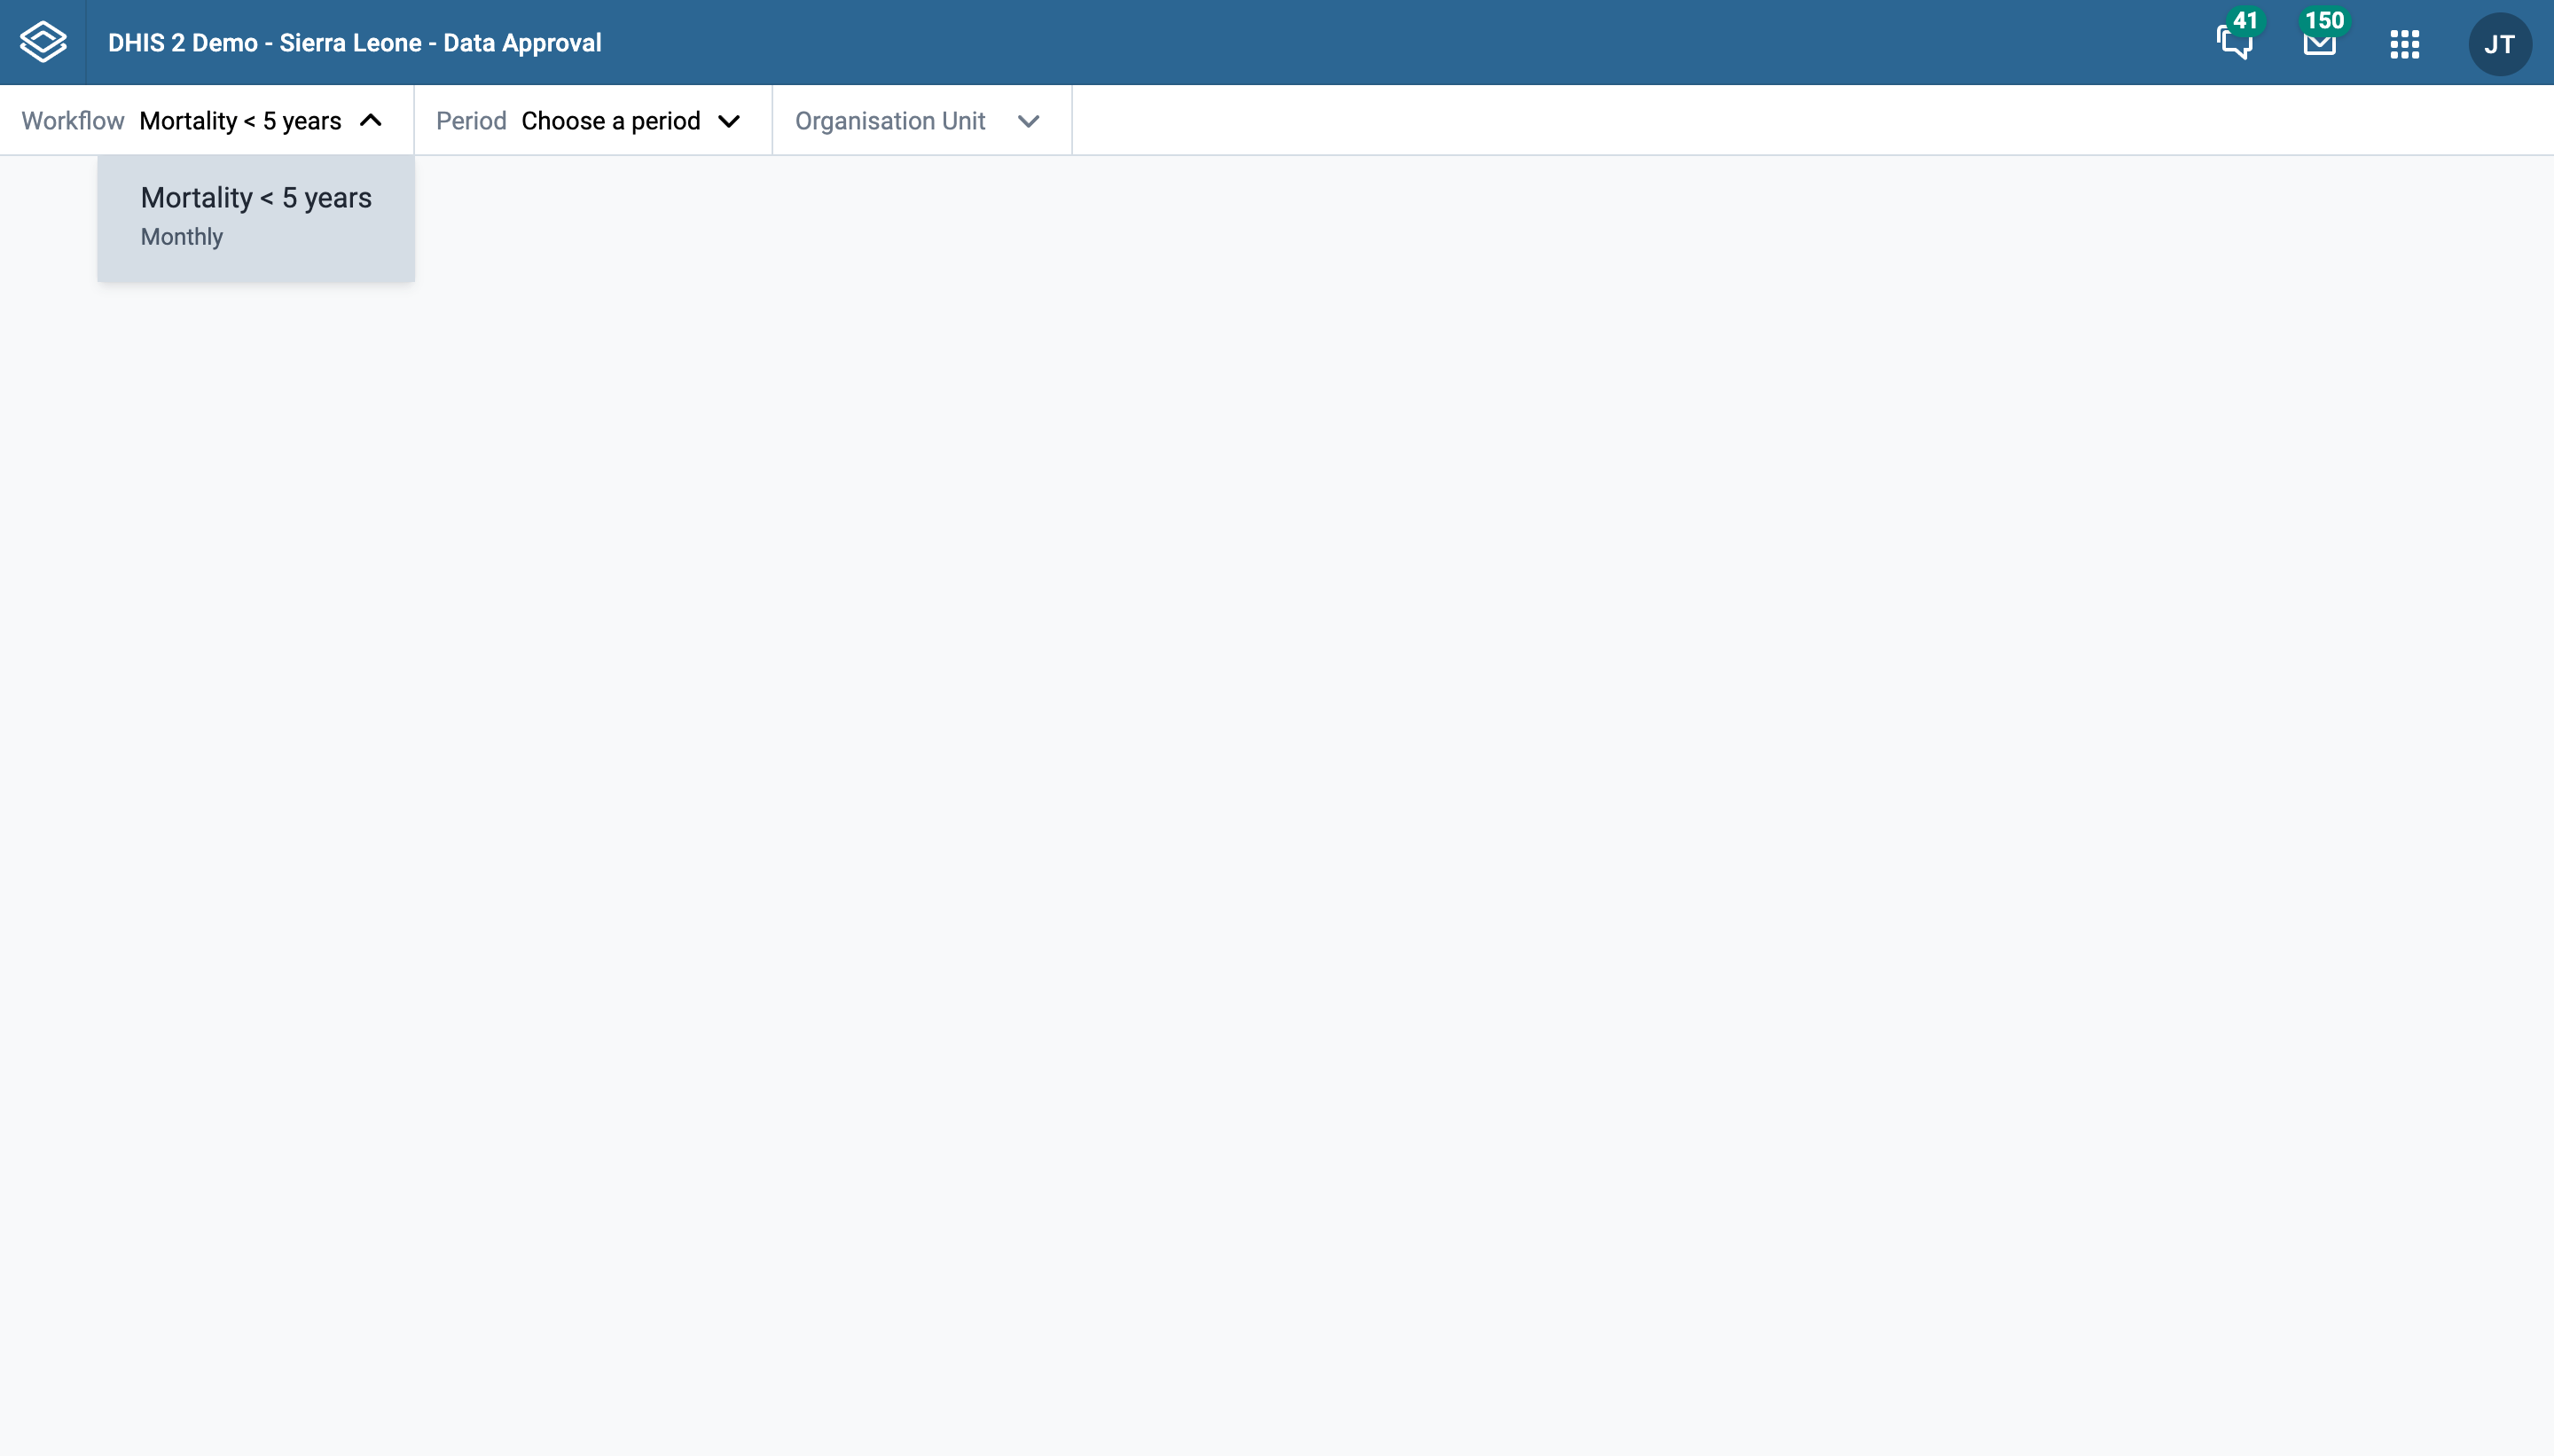 DHIS 2 Demo - Sierra Leone - Data Approval
41
150
JT
Workflow Mortality < 5 years
Period Choose a period
Organisation Unit
Mortality < 5 years
Monthly